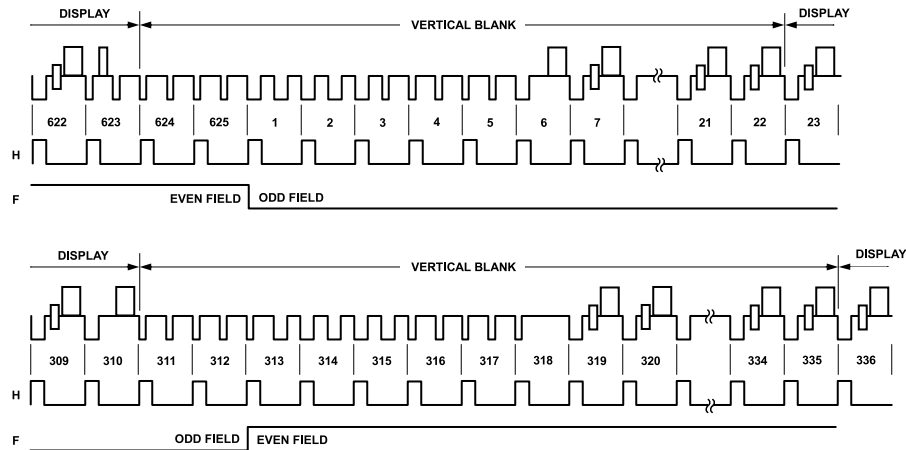 DISPLAY VERTICAL BLANK DISPLAY
622 623 624 625 1 2 3 4 5 6 7 21 22 23
H
F EVEN FIELD ODD FIELD
DISPLAY VERTICAL BLANK DISPLAY
309 310 311 312 313 314 315 316 317 318 319 320 334 335 336
H
F ODD FIELD EVEN FIELD